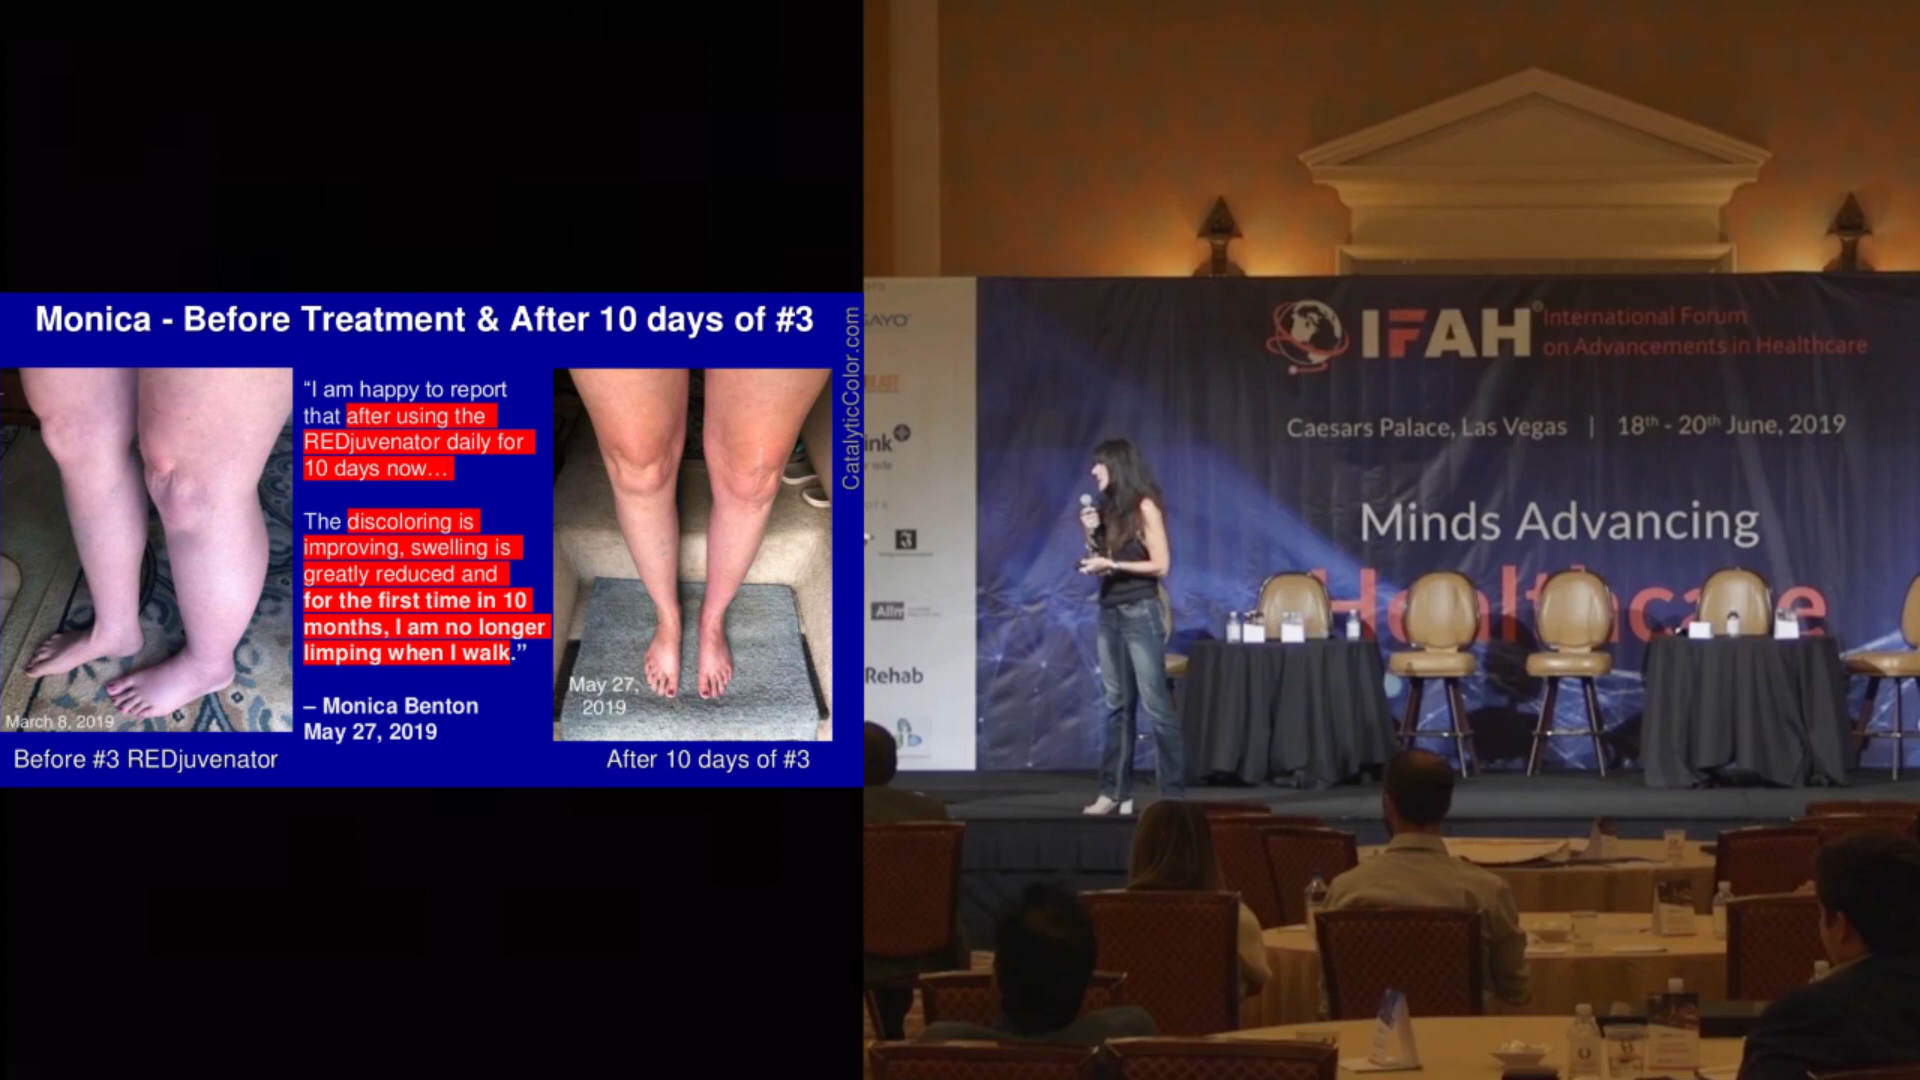 Monica - Before Treatment & After 10 days of #3
“I am happy to report
that after using the
REDjuvenator daily for
10 days now…
The discoloring is
improving, swelling is
greatly reduced and
for the first time in 10
months, I am no longer
limping when I walk.”
– Monica Benton
May 27, 2019
March 8, 2019
May 27,
2019
Before #3 REDjuvenator
After 10 days of #3
CatalyticColor.com
IFAH® International Forum
on Advancements in Healthcare
Caesars Palace, Las Vegas | 18th - 20th June, 2019
Minds Advancing
Healthcare
Rehab